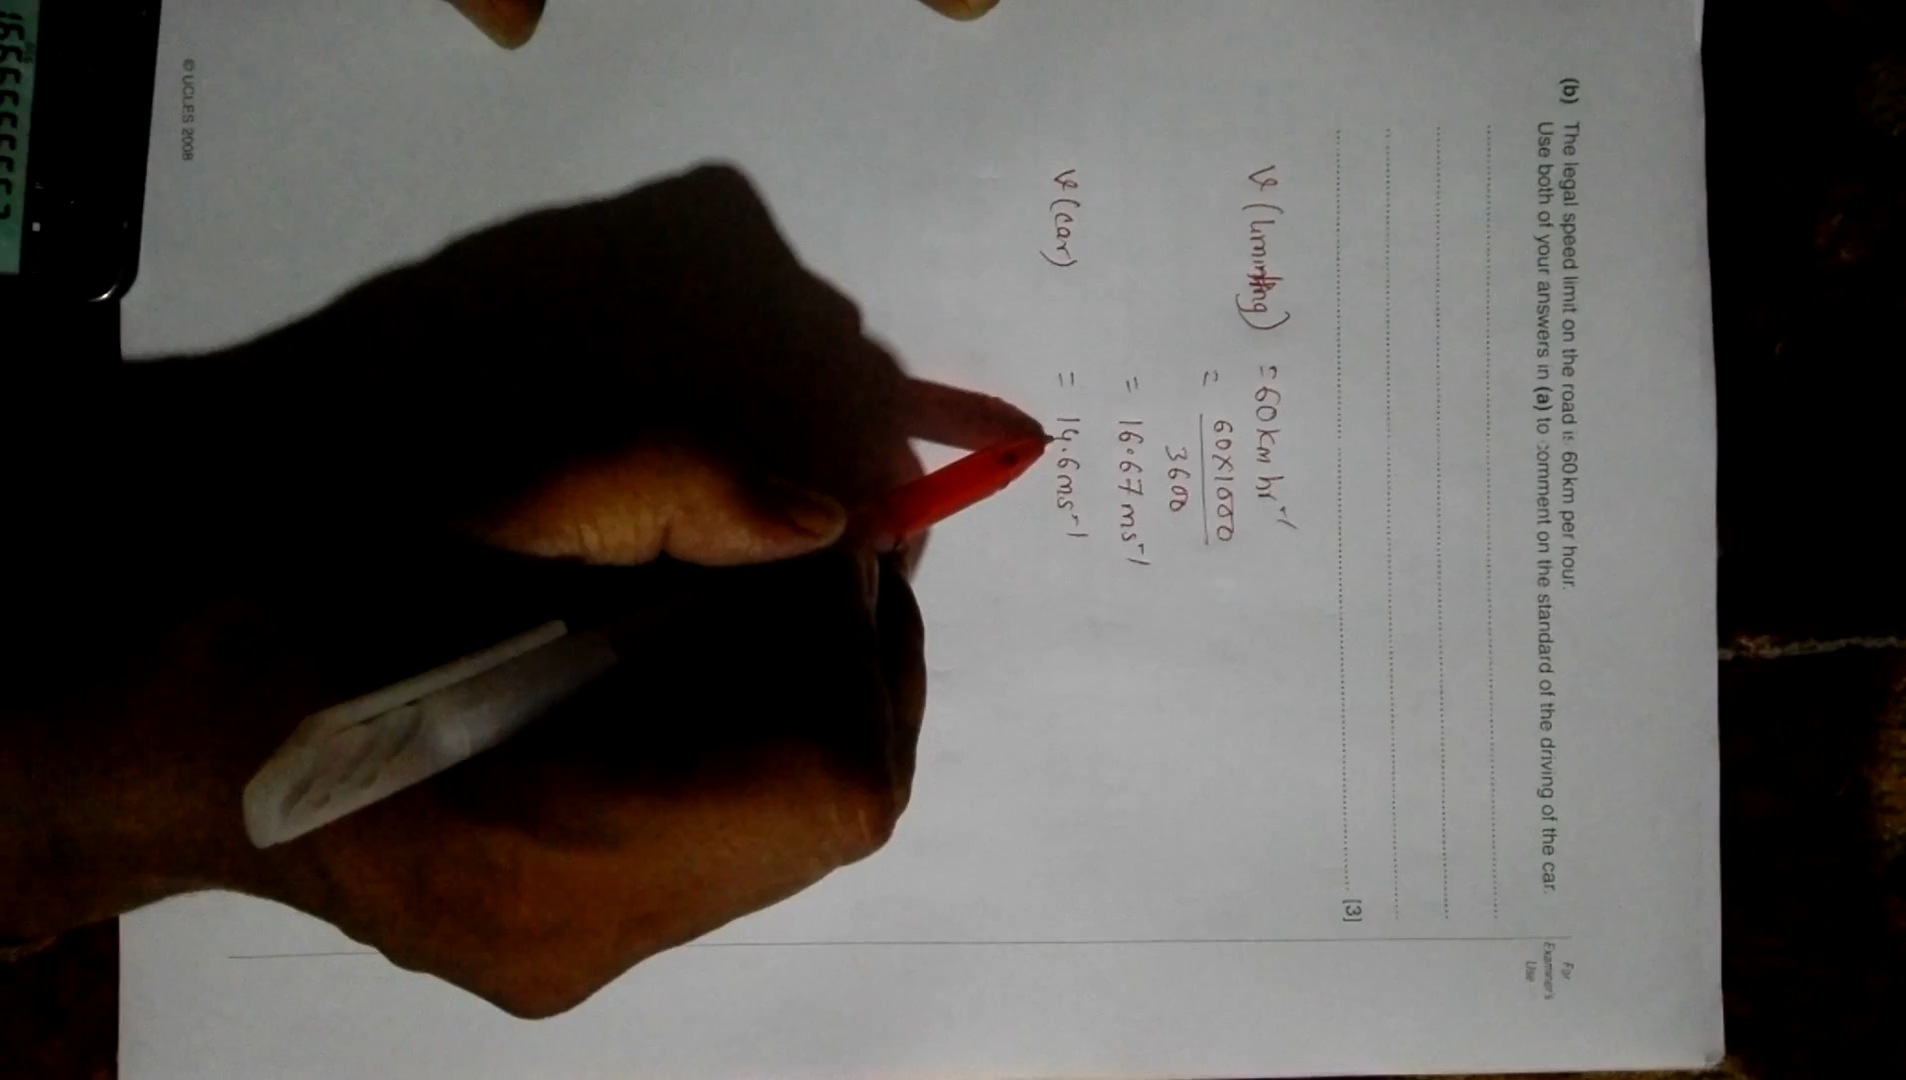 For
Examiner's
Use
(b) The legal speed limit on the road is 60 km per hour.
Use both of your answers in (a) to comment on the standard of the driving of the car.
[3]
v (limiting) = 60 km hr⁻¹
= 60×1000
3600
= 16.67 ms⁻¹
v (car) = 14.6 ms⁻¹
© UCLES 2008